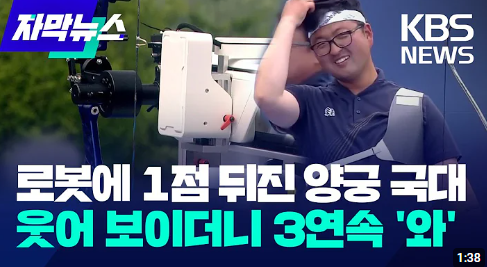 자막뉴스
KBS
NEWS
로봇에 1점 뒤진 양궁 국대
웃어 보이더니 3연속 '와'
1:38